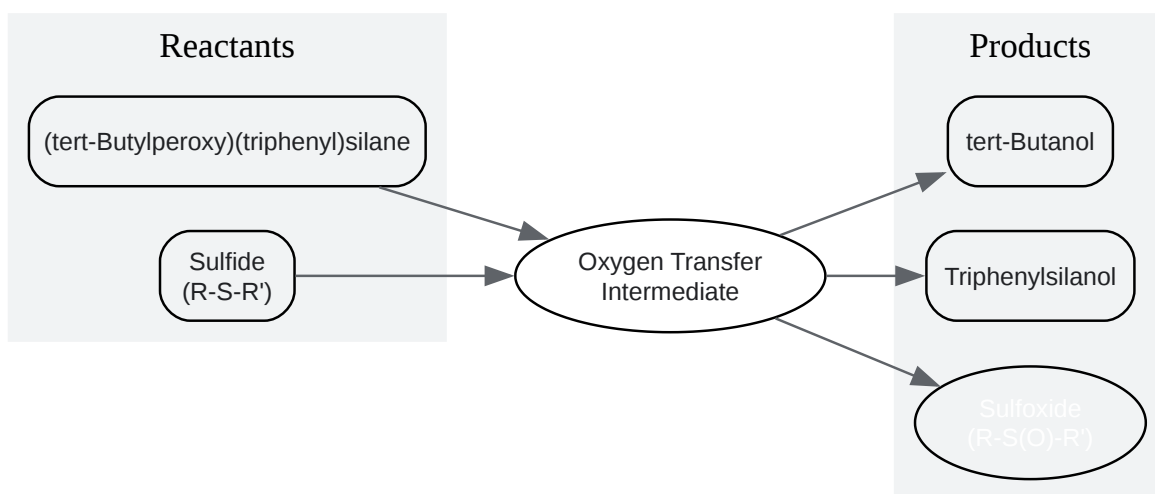 Reactants
(tert-Butylperoxy)(triphenyl)silane
Sulfide
(R-S-R')
Oxygen Transfer
Intermediate
Products
tert-Butanol
Triphenylsilanol
Sulfoxide
(R-S(O)-R')